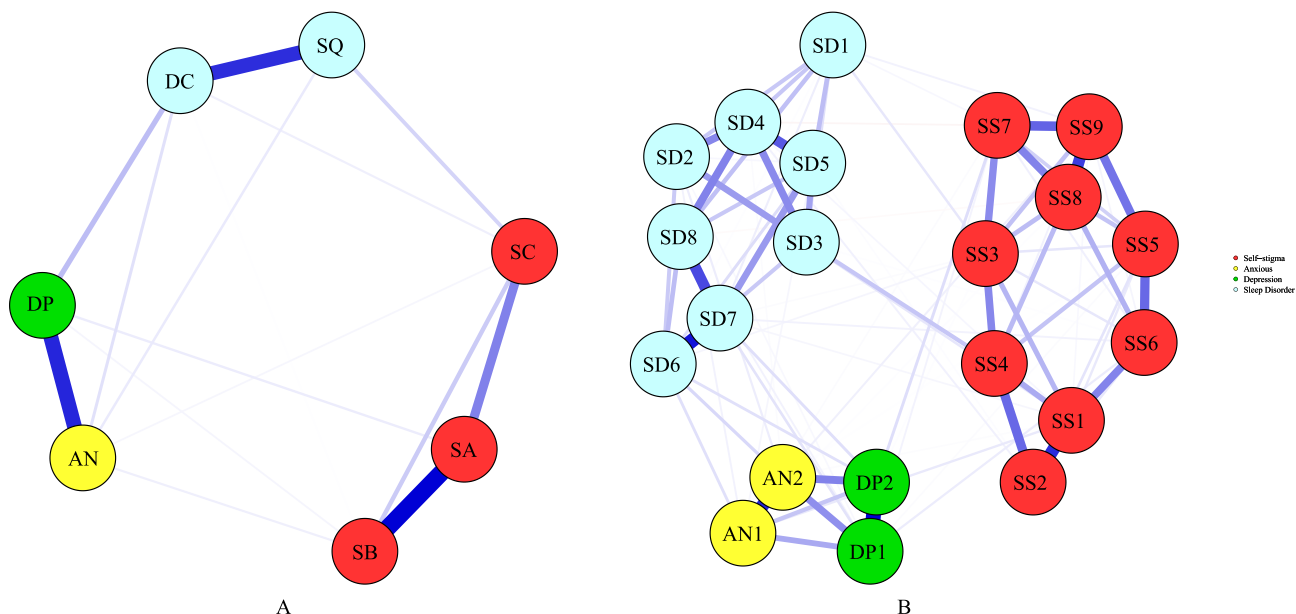 SQ
DC
SC
DP
AN
SA
SB
A
SD1
SD4
SD2
SD5
SD8
SD3
SD7
SD6
SS7
SS9
SS8
SS3
SS5
SS6
SS4
SS1
SS2
AN2
DP2
AN1
DP1
B
Self−stigma
Anxious
Depression
Sleep Disorder